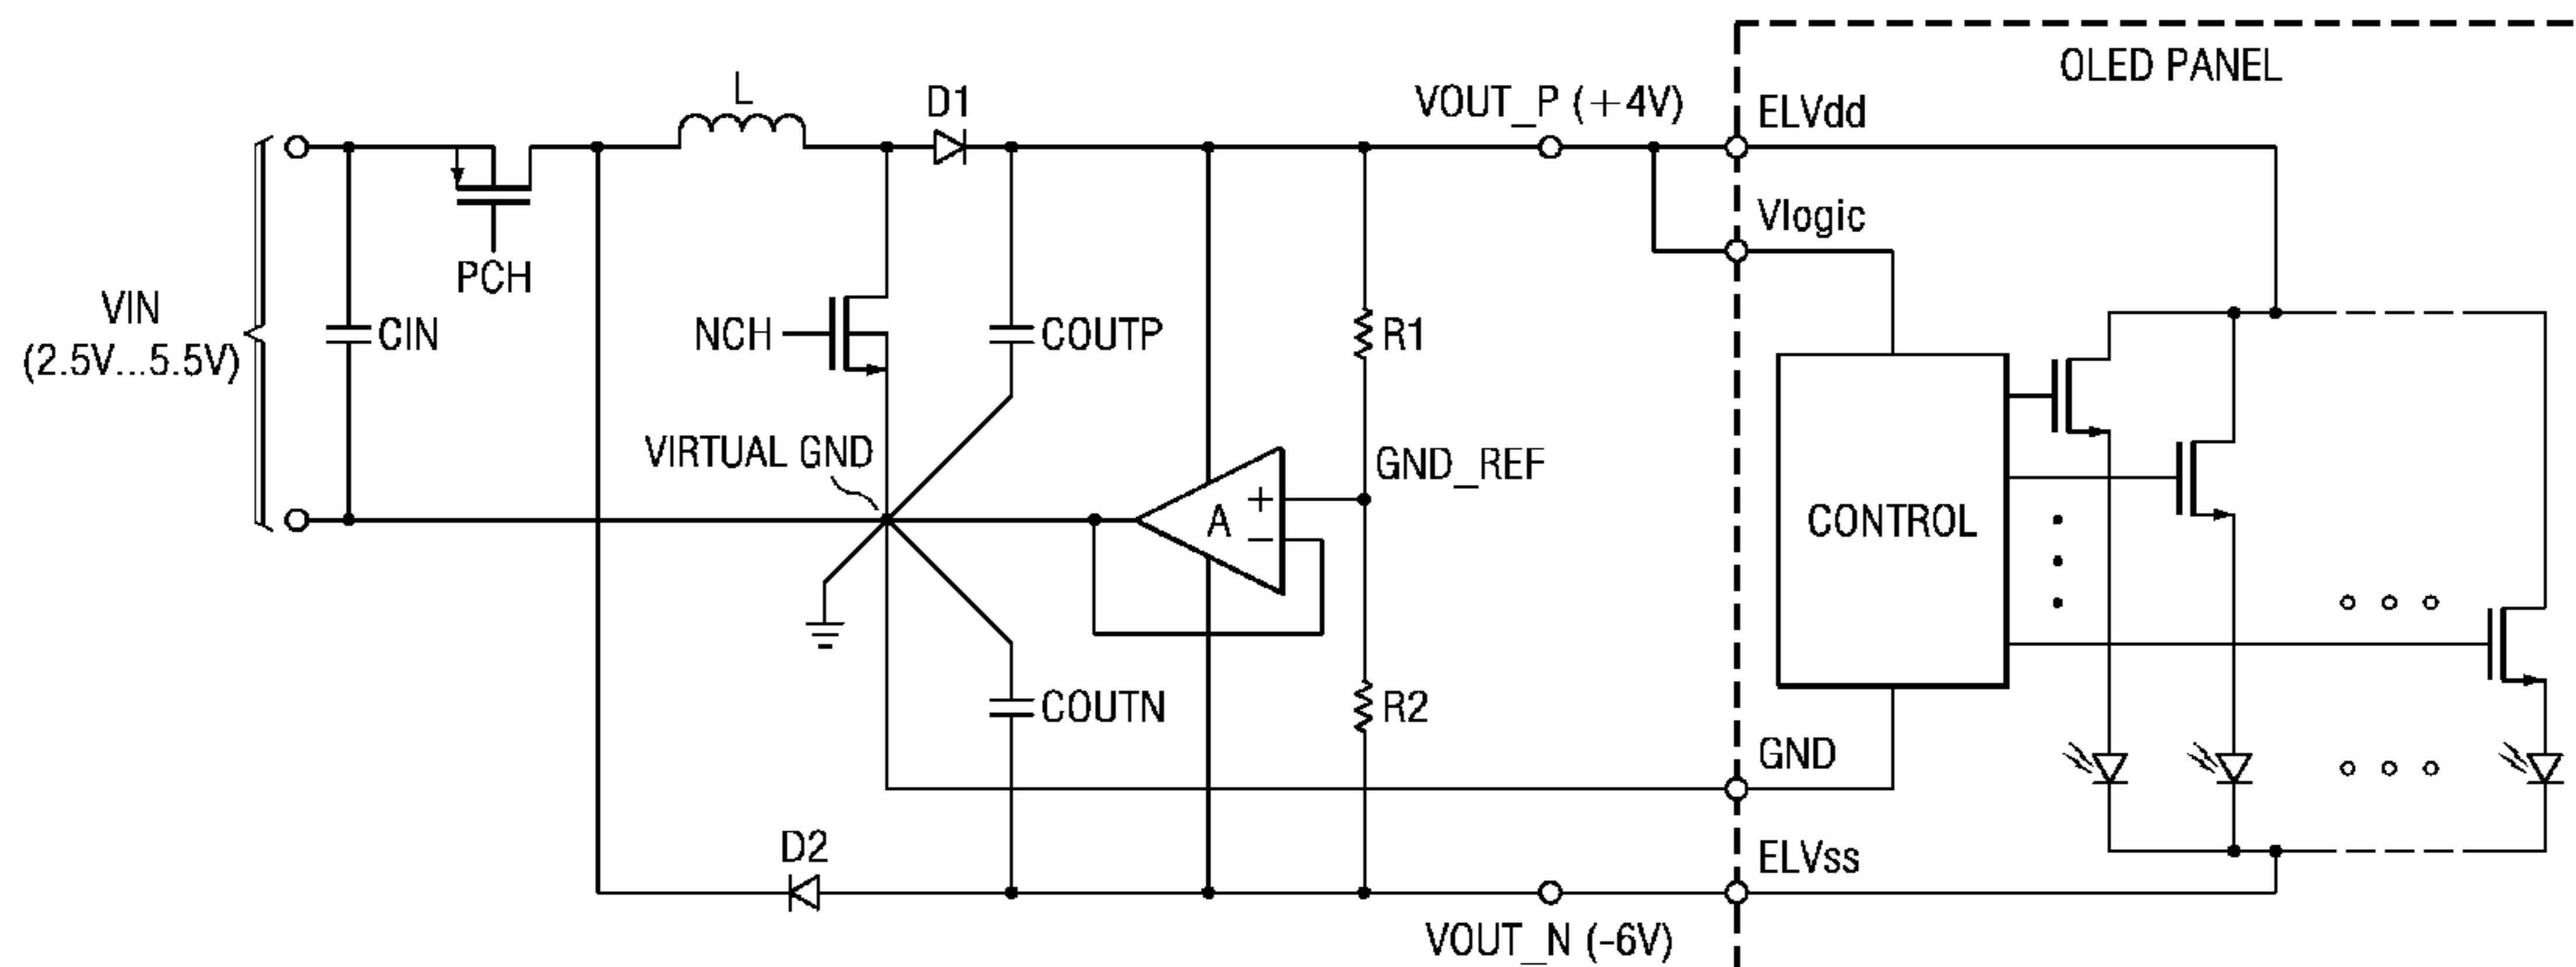 OLED PANEL
L
D1
VOUT_P (+4V)
ELVdd
Vlogic
PCH
VIN
(2.5V...5.5V)
CIN
NCH
COUTP
R1
VIRTUAL GND
GND_REF
A
+
−
CONTROL
COUTN
R2
GND
D2
ELVss
VOUT_N (-6V)